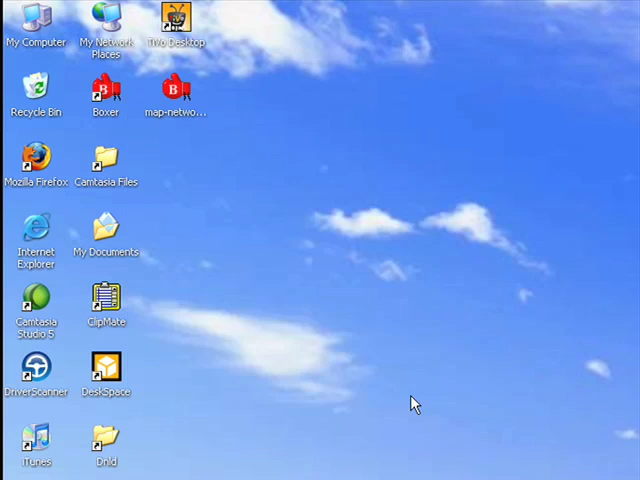 My Computer
My Network
Places
TiVo Desktop
Recycle Bin
Boxer
map-netwo...
Mozilla Firefox
Camtasia Files
Internet
Explorer
My Documents
Camtasia
Studio 5
ClipMate
DriverScanner
DeskSpace
iTunes
Dnld